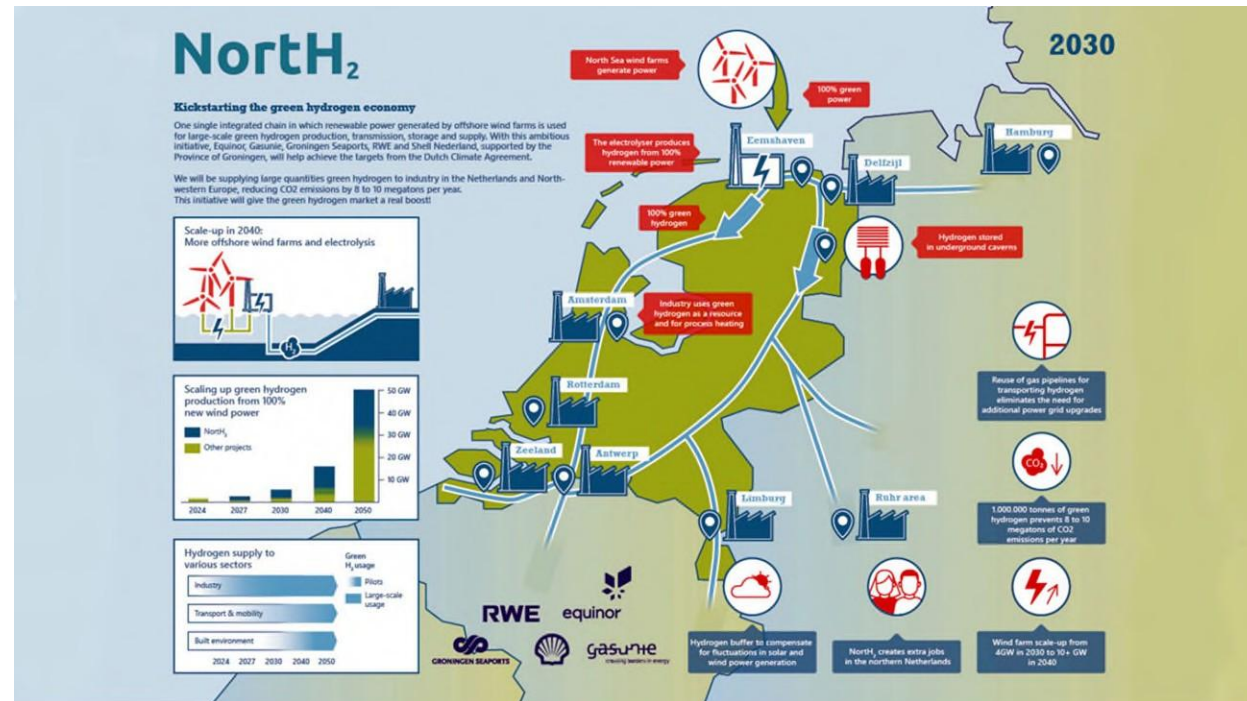 NortH₂
Kickstarting the green hydrogen economy
One single integrated chain in which renewable power generated by offshore wind farms is used
for large-scale green hydrogen production, transmission, storage and supply. With this ambitious
initiative, Equinor, Gasunie, Groningen Seaports, RWE and Shell Nederland, supported by the
Province of Groningen, will help achieve the targets from the Dutch Climate Agreement.
We will be supplying large quantities green hydrogen to industry in the Netherlands and North-
western Europe, reducing CO2 emissions by 8 to 10 megatons per year.
This initiative will give the green hydrogen market a real boost!
Scale-up in 2040:
More offshore wind farms and electrolysis
H₂
Scaling up green hydrogen
production from 100%
new wind power
NortH₂
Other projects
50 GW
40 GW
30 GW
20 GW
10 GW
2024 2027 2030 2040 2050
Hydrogen supply to
various sectors
Green
H₂ usage
Pilots
Large-scale
usage
Industry
Transport & mobility
Built environment
2024 2027 2030 2040 2050
2030
North Sea wind farms
generate power
100% green
power
The electrolyser produces
hydrogen from 100%
renewable power
Eemshaven
Delfzijl
Hamburg
100% green
hydrogen
Hydrogen stored
in underground caverns
Amsterdam
Industry uses green
hydrogen as a resource
and for process heating
Rotterdam
Zeeland
Antwerp
Limburg
Ruhr area
Reuse of gas pipelines for
transporting hydrogen
eliminates the need for
additional power grid upgrades
CO₂
1.000.000 tonnes of green
hydrogen prevents 8 to 10
megatons of CO2
emissions per year
Hydrogen buffer to compensate
for fluctuations in solar and
wind power generation
NortH₂ creates extra jobs
in the northern Netherlands
Wind farm scale-up from
4GW in 2030 to 10+ GW
in 2040
RWE
equinor
GRONINGEN SEAPORTS
gasunie
crossing borders in energy